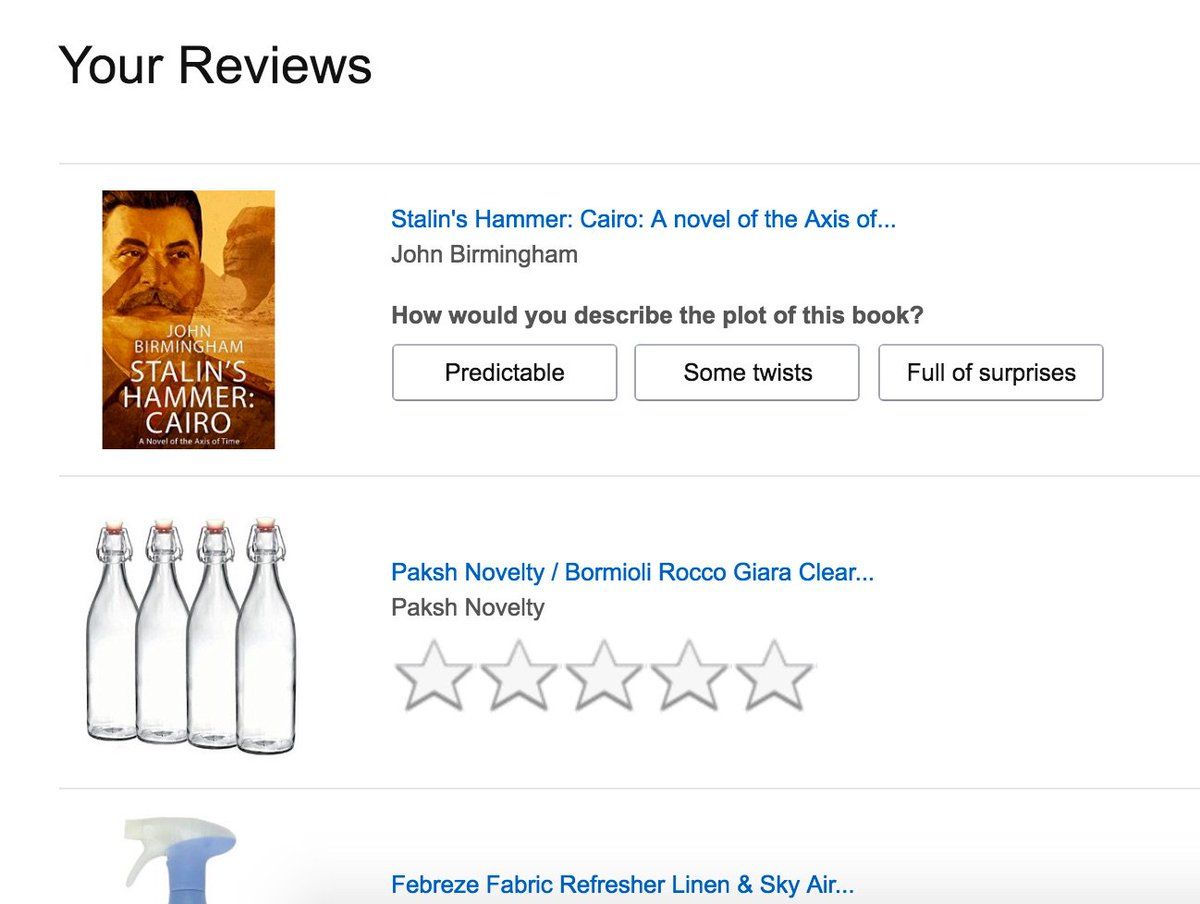 Your Reviews
Stalin's Hammer: Cairo: A novel of the Axis of...
John Birmingham
How would you describe the plot of this book?
Predictable
Some twists
Full of surprises
JOHN
BIRMINGHAM
STALIN'S
HAMMER:
CAIRO
A Novel of the Axis of Time
Paksh Novelty / Bormioli Rocco Giara Clear...
Paksh Novelty
Febreze Fabric Refresher Linen & Sky Air...